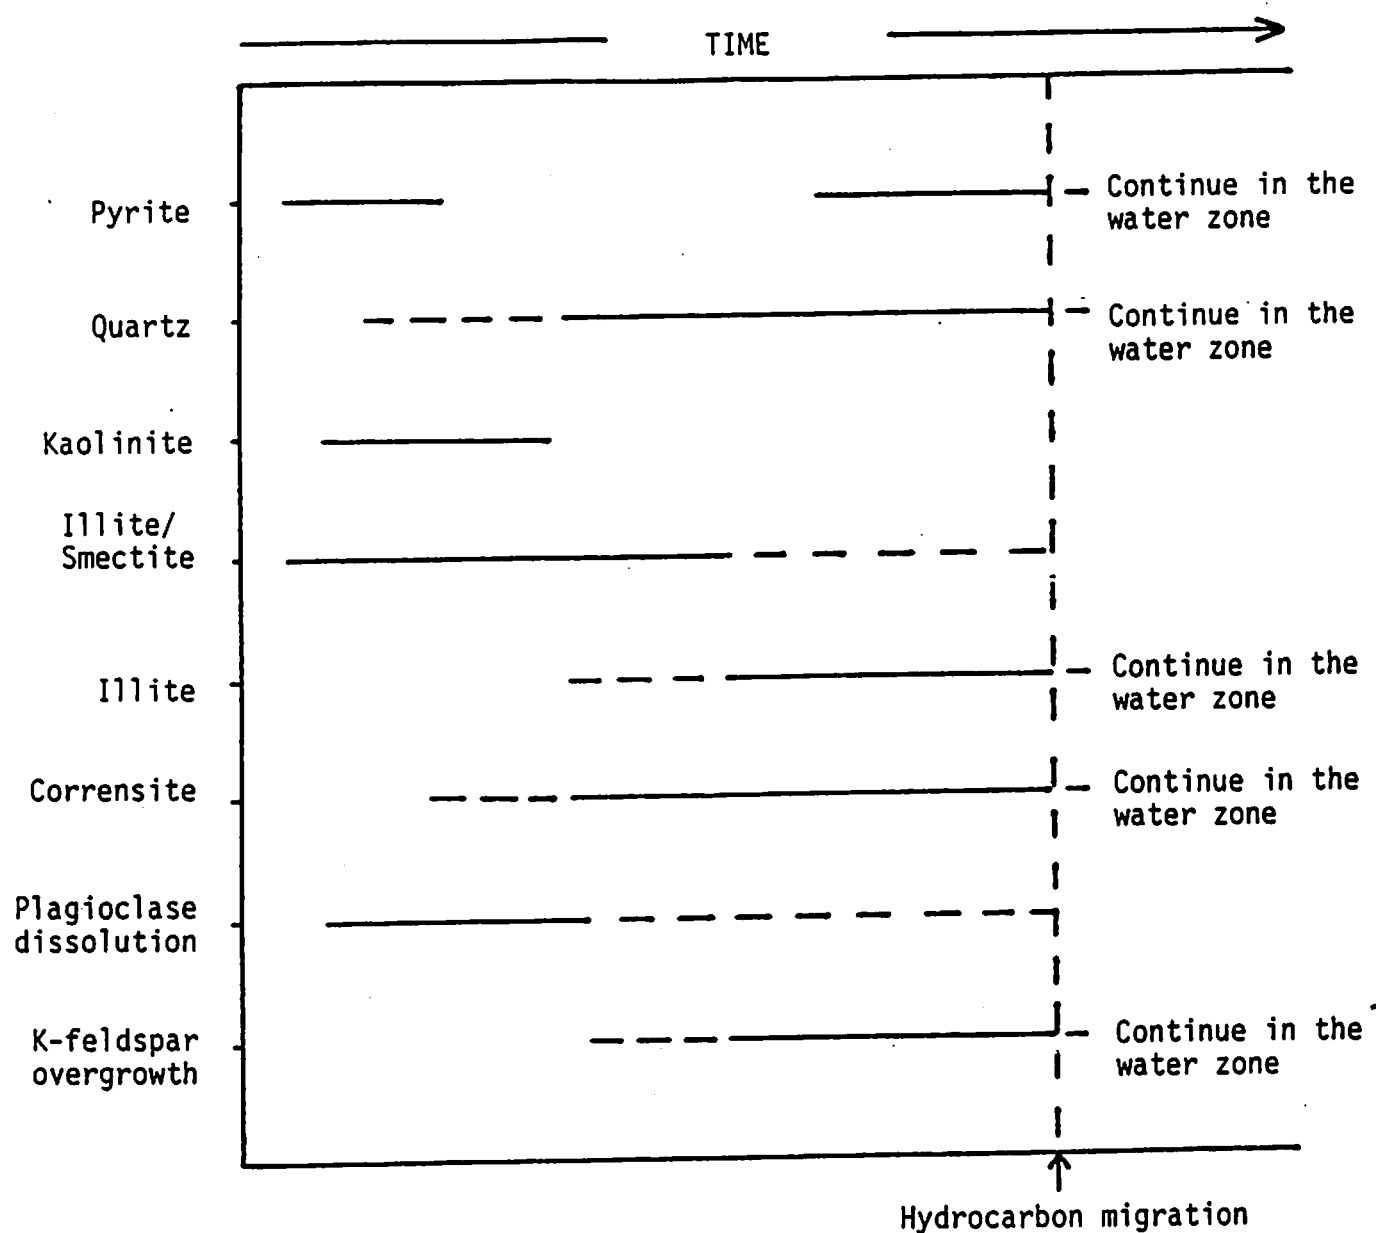 TIME
Pyrite
Continue in the
water zone
Quartz
Continue in the
water zone
Kaolinite
Illite/
Smectite
Illite
Continue in the
water zone
Corrensite
Continue in the
water zone
Plagioclase
dissolution
K-feldspar
overgrowth
Continue in the
water zone
Hydrocarbon migration